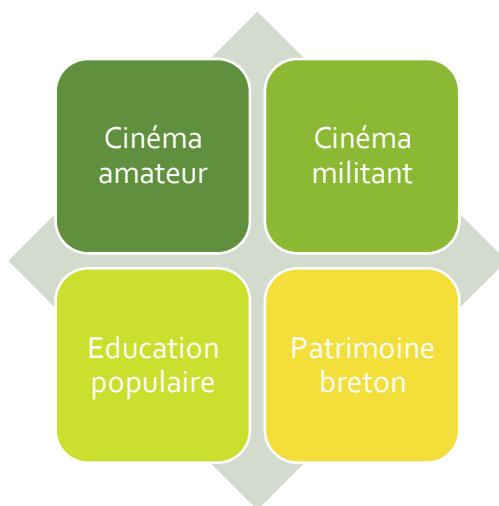 Cinéma
amateur
Cinéma
militant
Education
populaire
Patrimoine
breton